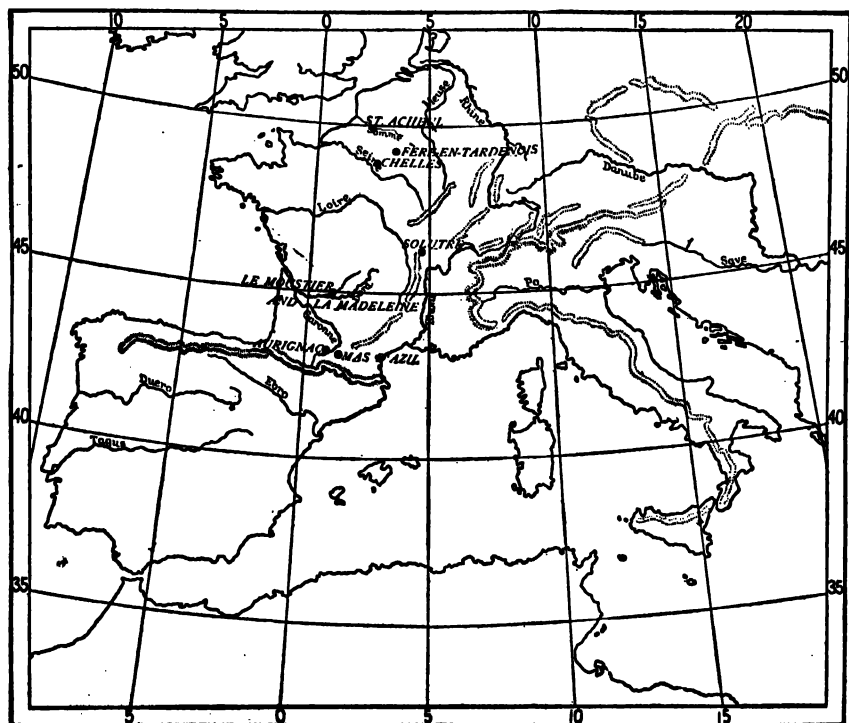 10 5 0 5 10 15 20
50 50
Meuse
Rhine
ST. ACHEUL
Somme
FERE-EN-TARDENOIS
Seine
CHELLES
Danube
Loire
45 45
SOLUTRE
Save
LE MOUSTIER
Po
AND LA MADELEINE
Garonne
AURIGNAC MAS AZIL
Duero
Ebro
40 40
Tagus
35 35
5 0 5 10 15